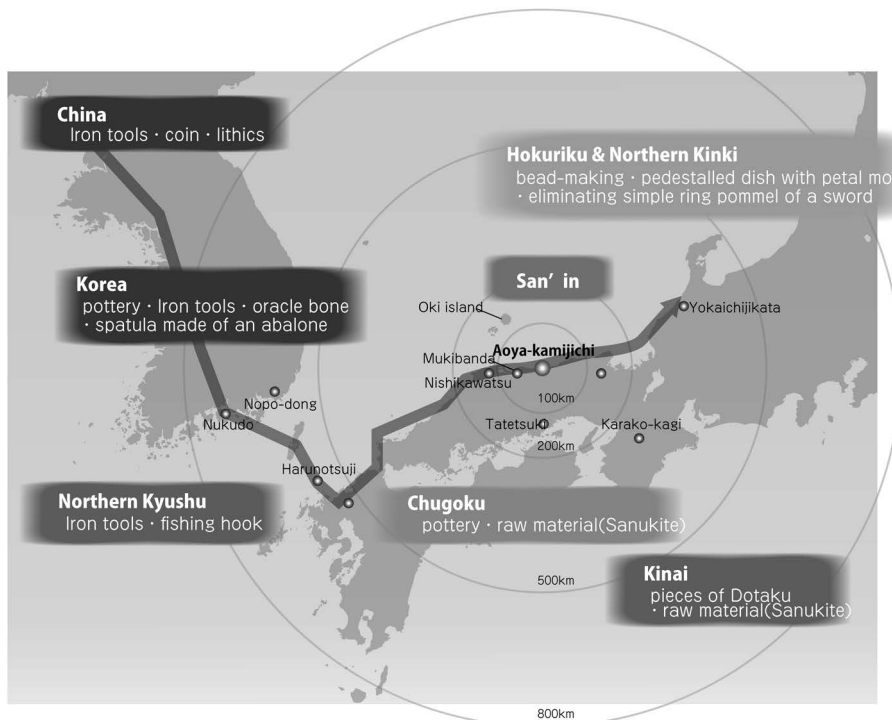 China
Iron tools · coin · lithics
Hokuriku & Northern Kinki
bead-making · pedestalled dish with petal mo
· eliminating simple ring pommel of a sword
Korea
pottery · Iron tools · oracle bone
· spatula made of an abalone
San' in
Oki island
Yokaichijikata
Aoya-kamijichi
Mukibanda
Nishikawatsu
100km
Nopo-dong
Nukudo
Tatetsuki
Karako-kagi
200km
Harunotsuji
Northern Kyushu
Iron tools · fishing hook
Chugoku
pottery · raw material(Sanukite)
500km
Kinai
pieces of Dotaku
· raw material(Sanukite)
800km